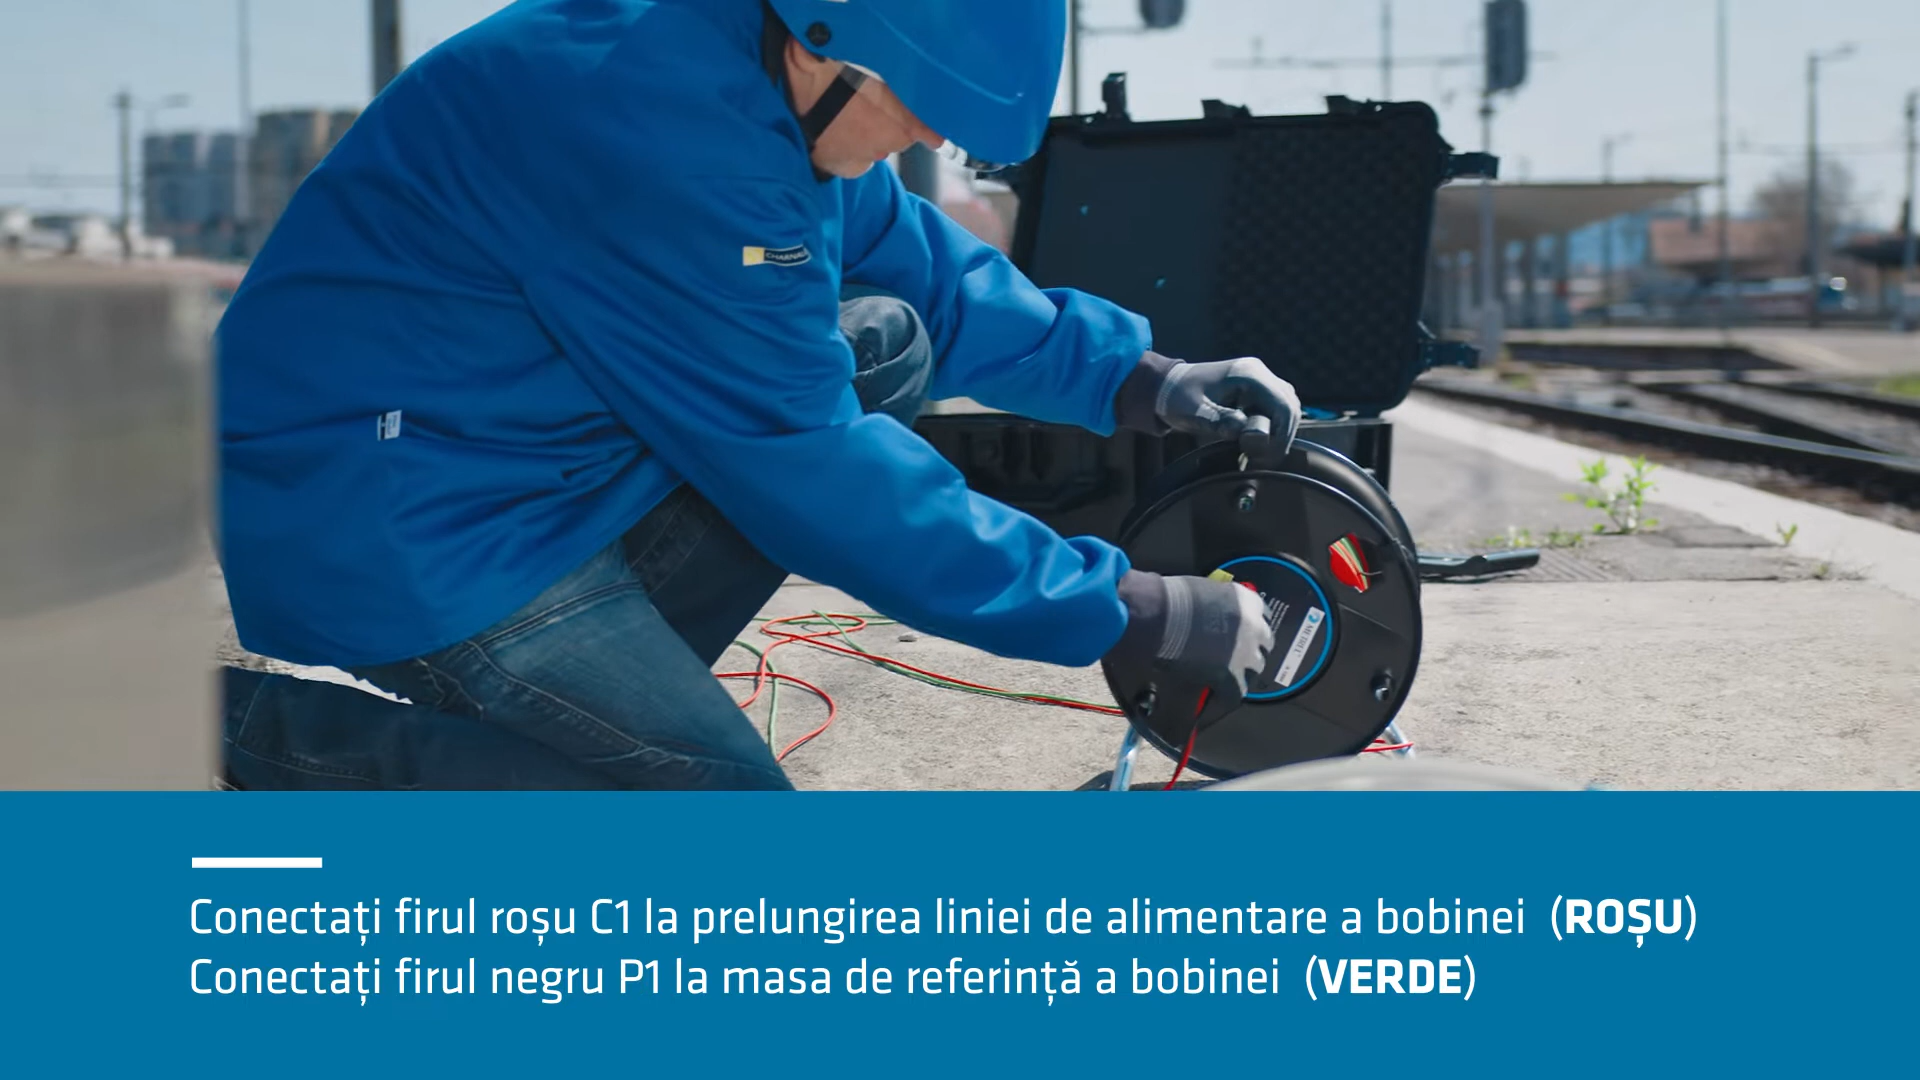 Conectați firul roșu C1 la prelungirea liniei de alimentare a bobinei (ROȘU)
Conectați firul negru P1 la masa de referință a bobinei (VERDE)